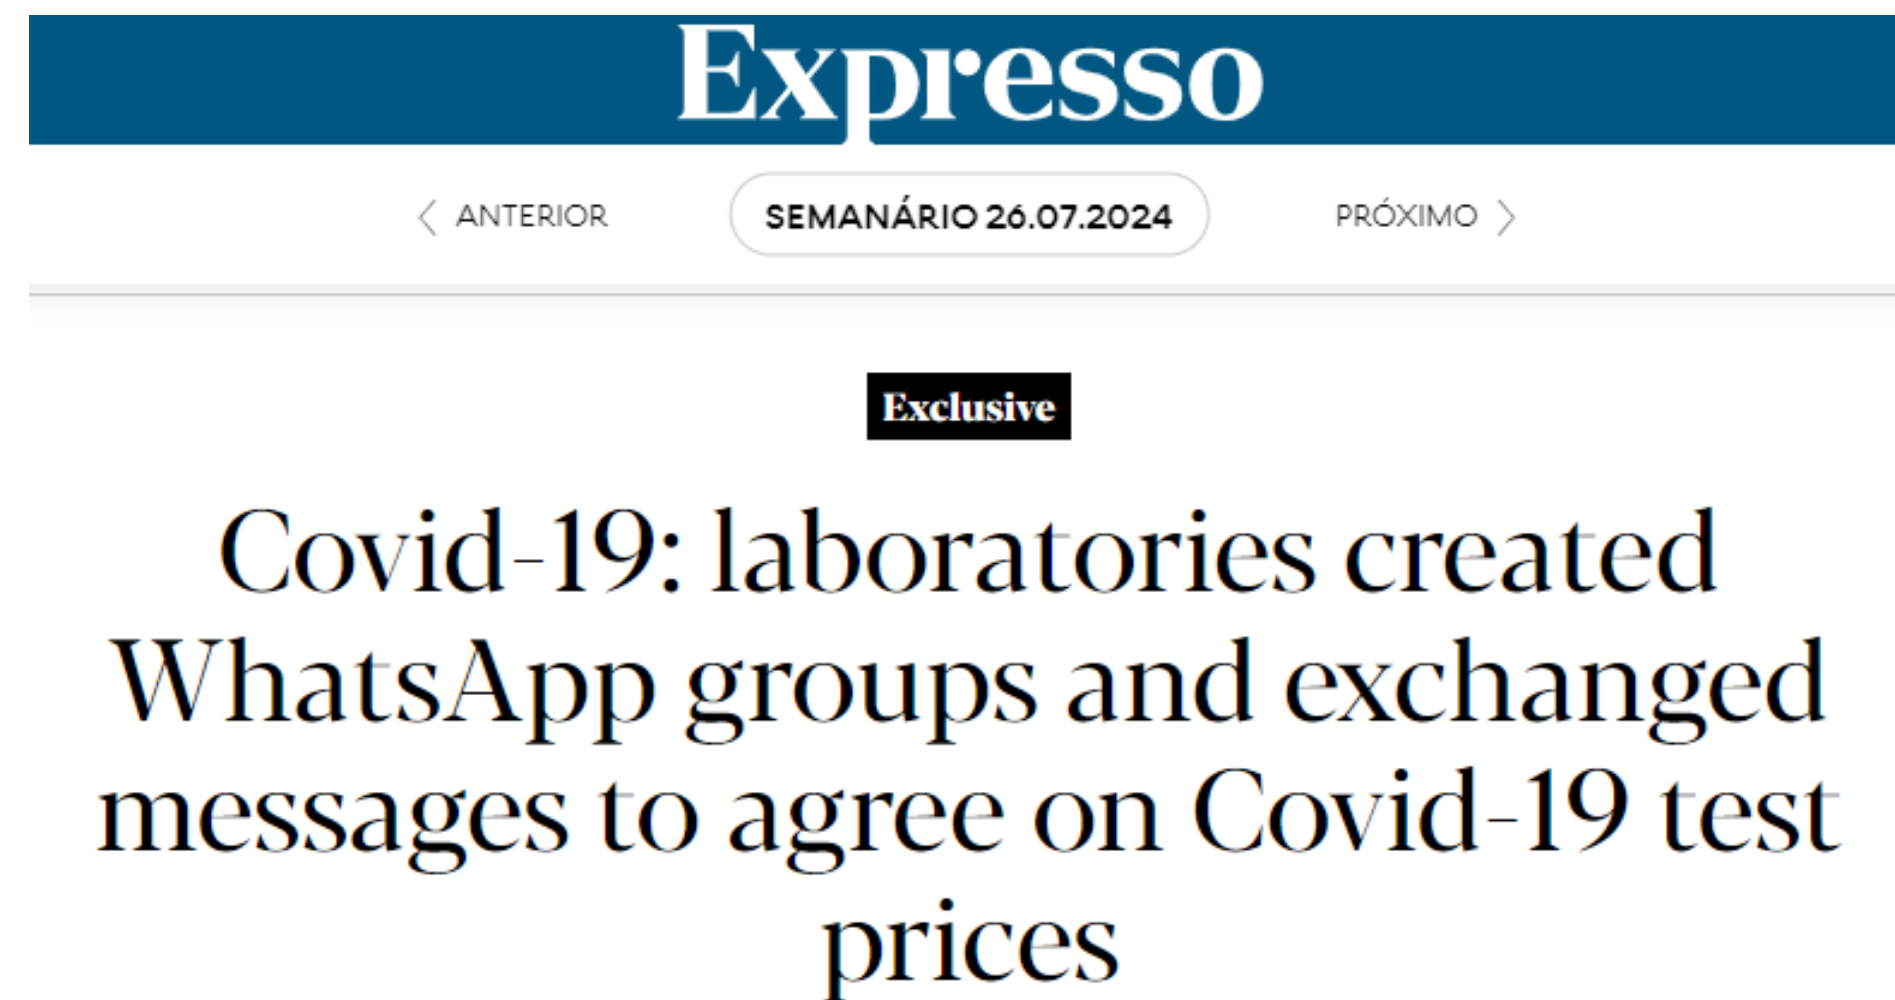 Expresso
ANTERIOR
SEMANÁRIO 26.07.2024
PRÓXIMO
Exclusive
Covid-19: laboratories created
WhatsApp groups and exchanged
messages to agree on Covid-19 test
prices